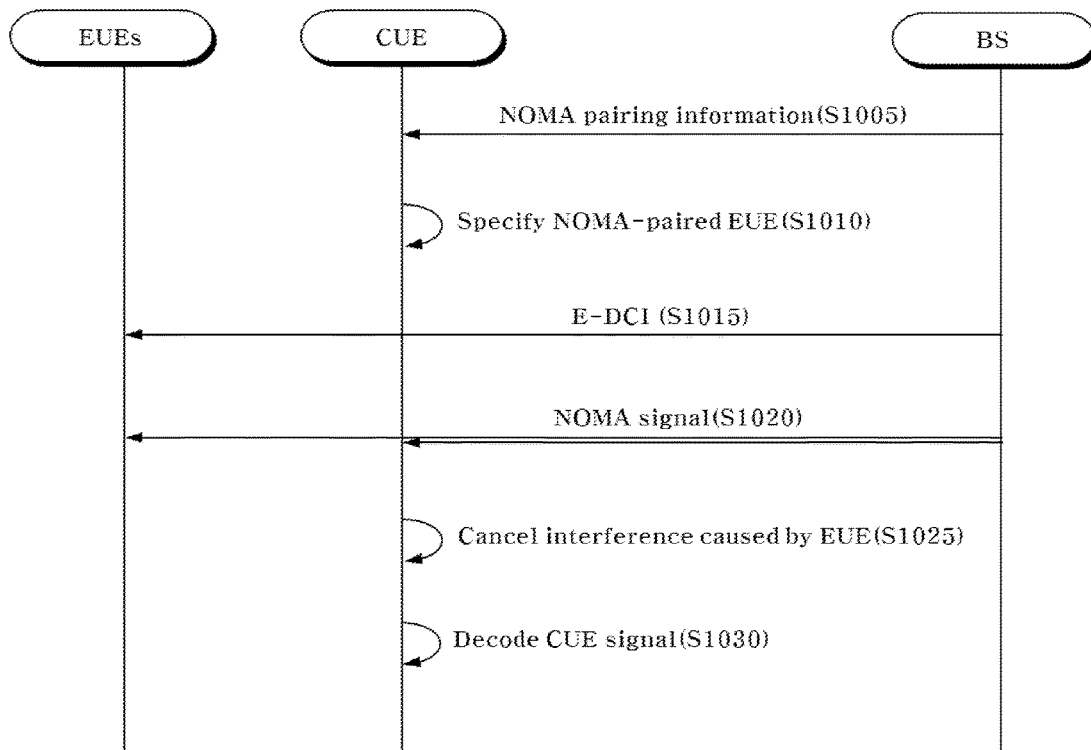 EUEs
CUE
BS
NOMA pairing information(S1005)
Specify NOMA-paired EUE(S1010)
E-DCI (S1015)
NOMA signal(S1020)
Cancel interference caused by EUE(S1025)
Decode CUE signal(S1030)